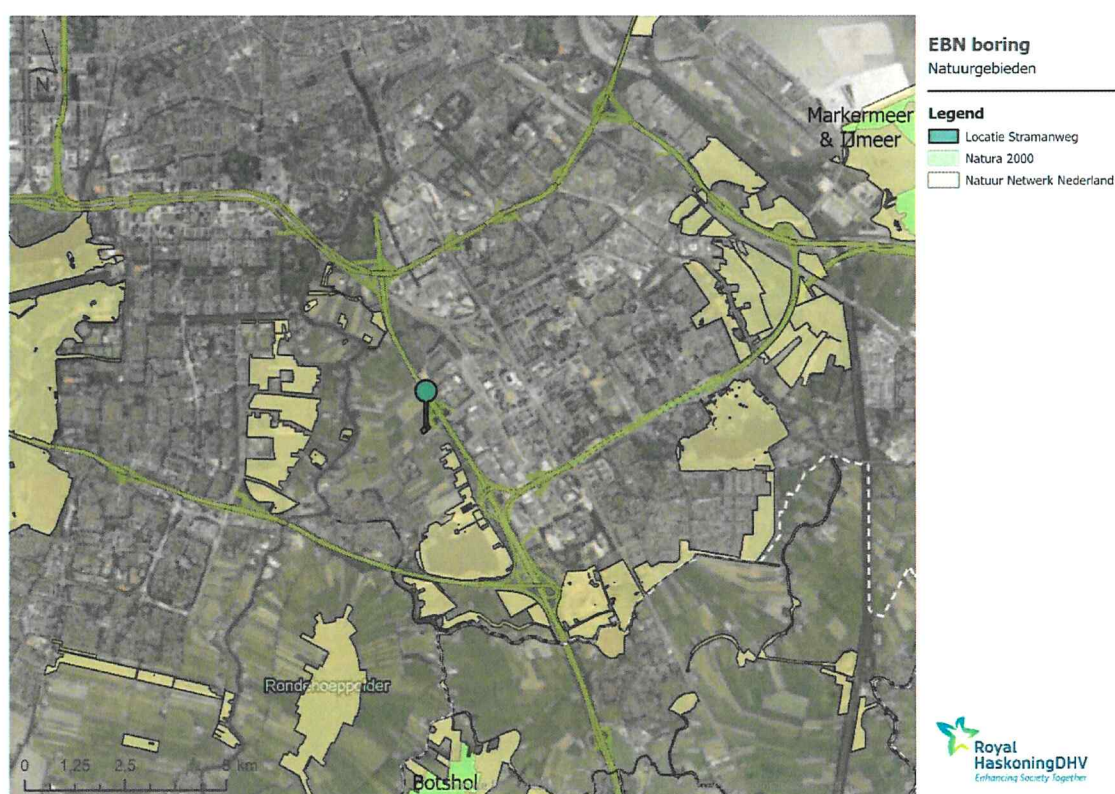 EBN boring
Natuurgebieden
Legend
Locatie Stramanweg
Natura 2000
Natuur Netwerk Nederland
N
Markermeer
& IJmeer
Rondehoeppolder
Botshol
0 1,25 2,5 5 km
Royal
HaskoningDHV
Enhancing Society Together